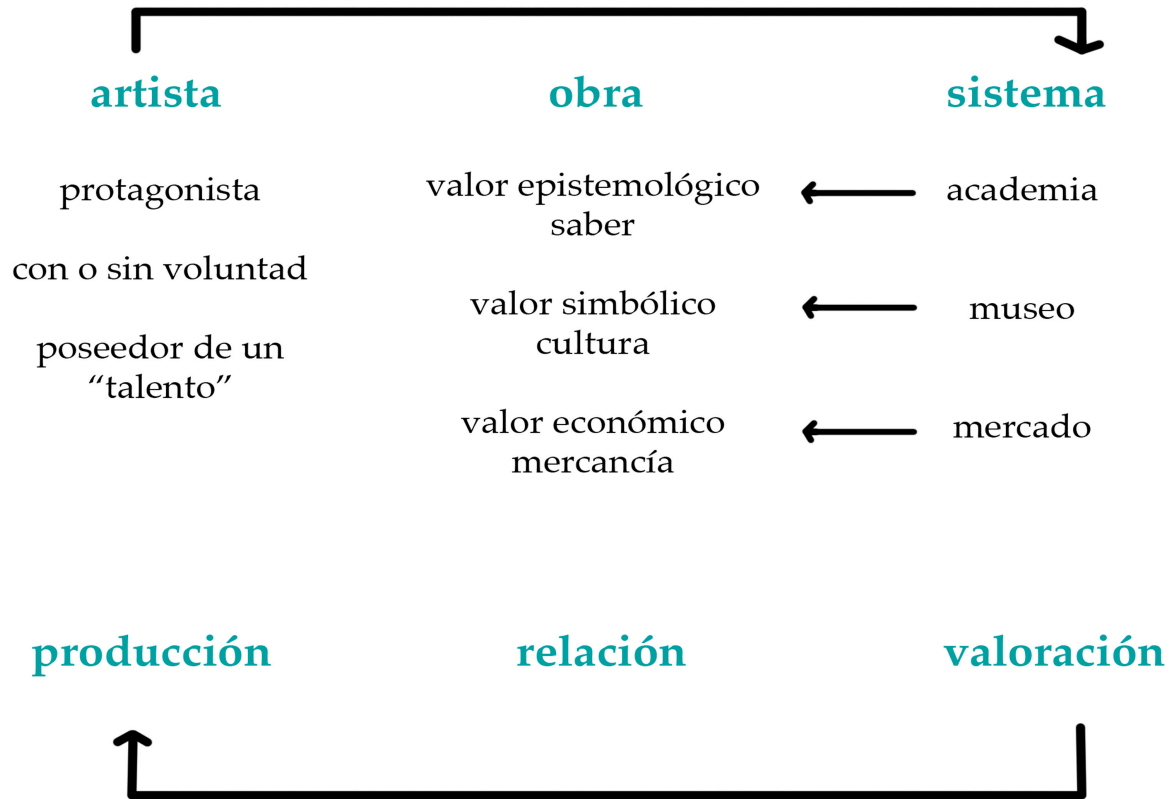 artista
obra
sistema
protagonista
valor epistemológico
saber
academia
con o sin voluntad
valor simbólico
cultura
museo
poseedor de un
“talento”
valor económico
mercancía
mercado
producción
relación
valoración